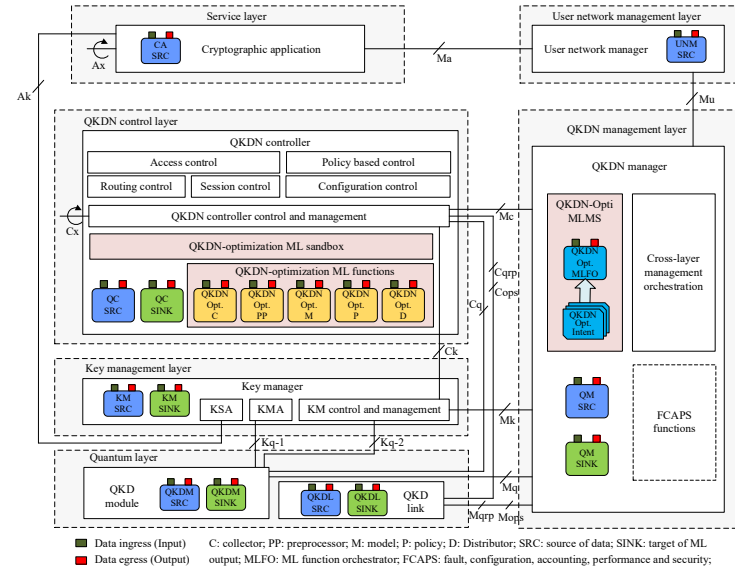 Service layer
User network management layer
CA
SRC
Cryptographic application
User network manager
UNM
SRC
Ax
Ma
Ak
Mu
QKDN control layer
QKDN controller
Access control
Policy based control
Routing control
Session control
Configuration control
QKDN controller control and management
Cx
QKDN-optimization ML sandbox
QKDN-optimization ML functions
QC
SRC
QC
SINK
QKDN
Opt.
C
QKDN
Opt.
PP
QKDN
Opt.
M
QKDN
Opt.
P
QKDN
Opt.
D
Mc
Cqrp
Cops
Cq
Ck
QKDN management layer
QKDN manager
QKDN-Opti
MLMS
QKDN
Opt.
MLFO
QKDN
Opt.
Intent
Cross-layer
management
orchestration
QM
SRC
QM
SINK
FCAPS
functions
Key management layer
Key manager
KM
SRC
KM
SINK
KSA
KMA
KM control and management
Mk
Kq-1
Kq-2
Quantum layer
QKD
module
QKDM
SRC
QKDM
SINK
QKDL
SRC
QKDL
SINK
QKD
link
Mq
Mqrp
Mops
Data ingress (Input)
Data egress (Output)
C: collector; PP: preprocessor; M: model; P: policy; D: Distributor; SRC: source of data; SINK: target of ML
output; MLFO: ML function orchestrator; FCAPS: fault, configuration, accounting, performance and security;